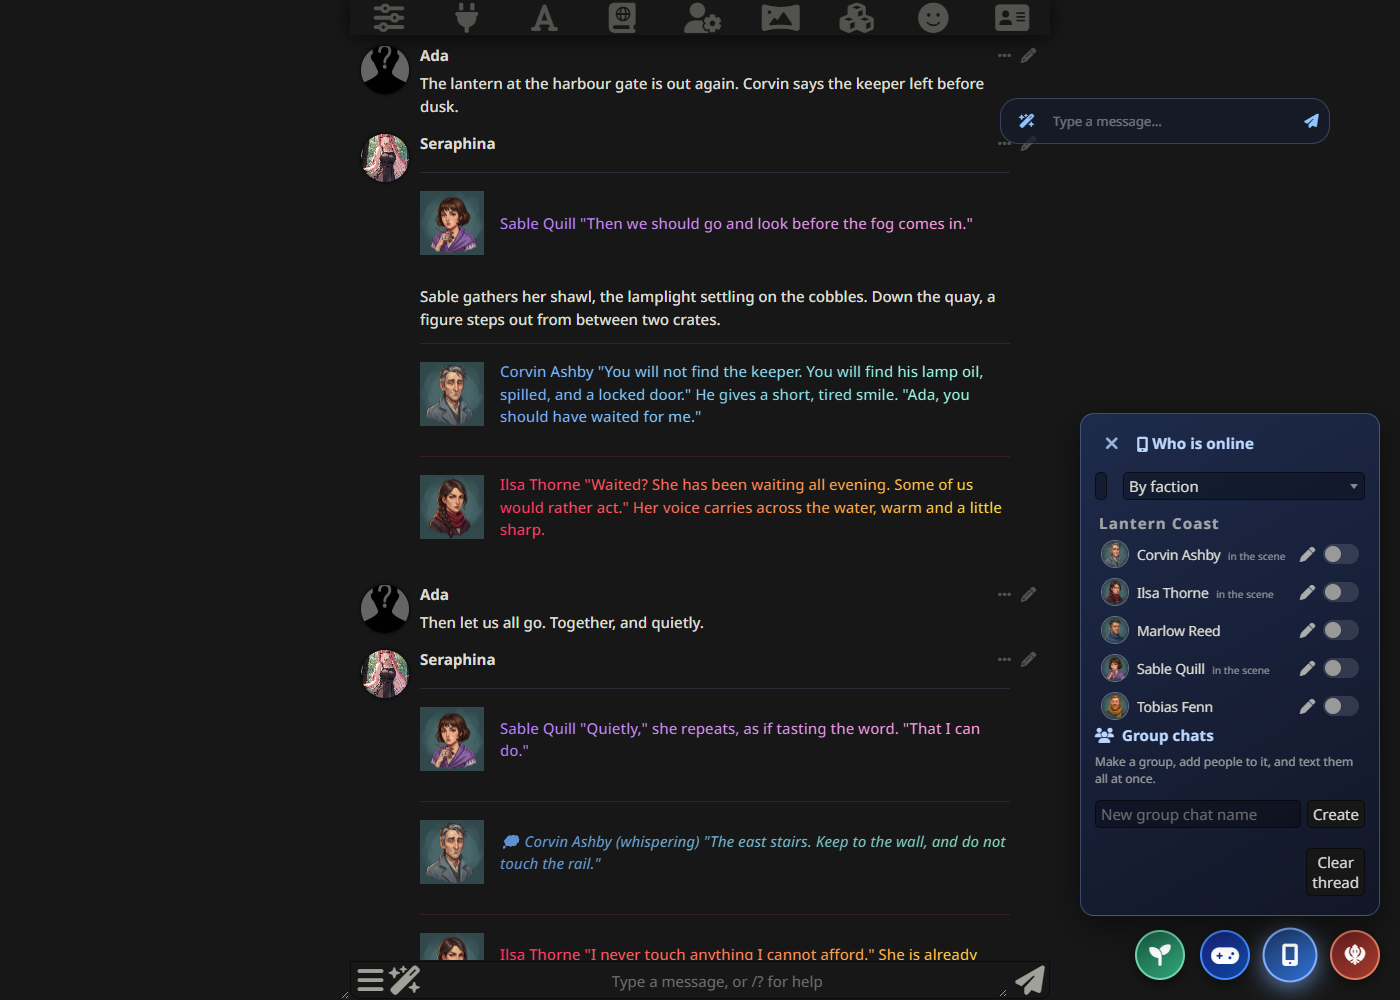 Ada
The lantern at the harbour gate is out again. Corvin says the keeper left before
dusk.
Seraphina
Sable Quill "Then we should go and look before the fog comes in."
Sable gathers her shawl, the lamplight settling on the cobbles. Down the quay, a
figure steps out from between two crates.
Corvin Ashby "You will not find the keeper. You will find his lamp oil,
spilled, and a locked door." He gives a short, tired smile. "Ada, you
should have waited for me."
Ilsa Thorne "Waited? She has been waiting all evening. Some of us
would rather act." Her voice carries across the water, warm and a little
sharp.
Ada
Then let us all go. Together, and quietly.
Seraphina
Sable Quill "Quietly," she repeats, as if tasting the word. "That I can
do."
Corvin Ashby (whispering) "The east stairs. Keep to the wall, and do not
touch the rail."
Ilsa Thorne "I never touch anything I cannot afford." She is already
Type a message, or /? for help
Type a message...
Who is online
By faction
Lantern Coast
Corvin Ashby in the scene
Ilsa Thorne in the scene
Marlow Reed
Sable Quill in the scene
Tobias Fenn
Group chats
Make a group, add people to it, and text them
all at once.
New group chat name
Create
Clear
thread